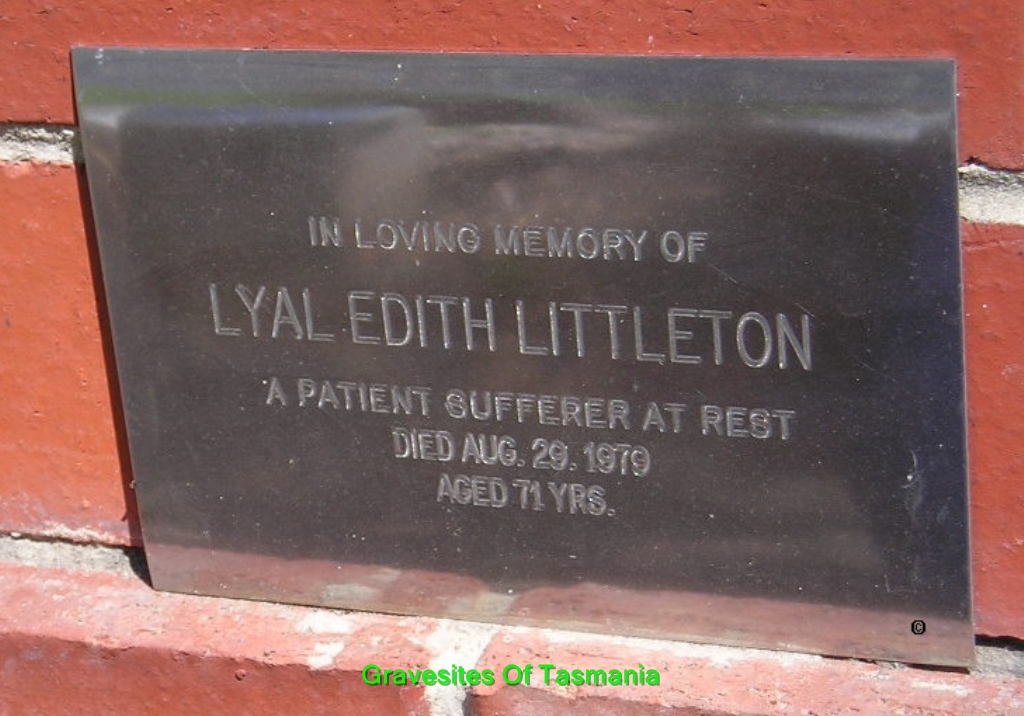 IN LOVING MEMORY OF
LYAL EDITH LITTLETON
A PATIENT SUFFERER AT REST
DIED AUG. 29. 1979
AGED 71 YRS.
©
Gravesites Of Tasmania